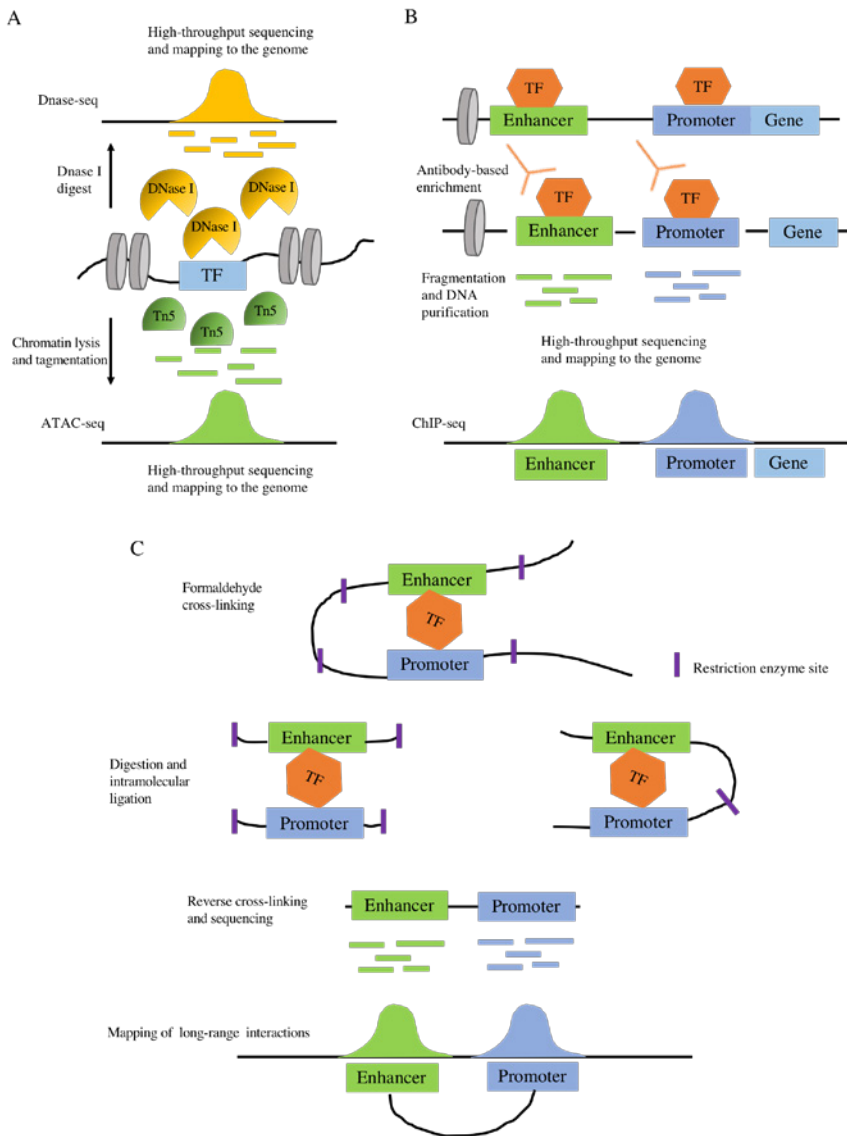 A
High-throughput sequencing
and mapping to the genome
Dnase-seq
Dnase I
digest
DNase I
DNase I
DNase I
TF
Tn5
Tn5
Tn5
Chromatin lysis
and tagmentation
ATAC-seq
High-throughput sequencing
and mapping to the genome
B
TF
TF
Enhancer
Promoter
Gene
Antibody-based
enrichment
TF
TF
Enhancer
Promoter
Gene
Fragmentation
and DNA
purification
High-throughput sequencing
and mapping to the genome
ChIP-seq
Enhancer
Promoter
Gene
C
Formaldehyde
cross-linking
Enhancer
TF
Promoter
Restriction enzyme site
Digestion and
intramolecular
ligation
Enhancer
TF
Promoter
Enhancer
TF
Promoter
Reverse cross-linking
and sequencing
Enhancer
Promoter
Mapping of long-range interactions
Enhancer
Promoter